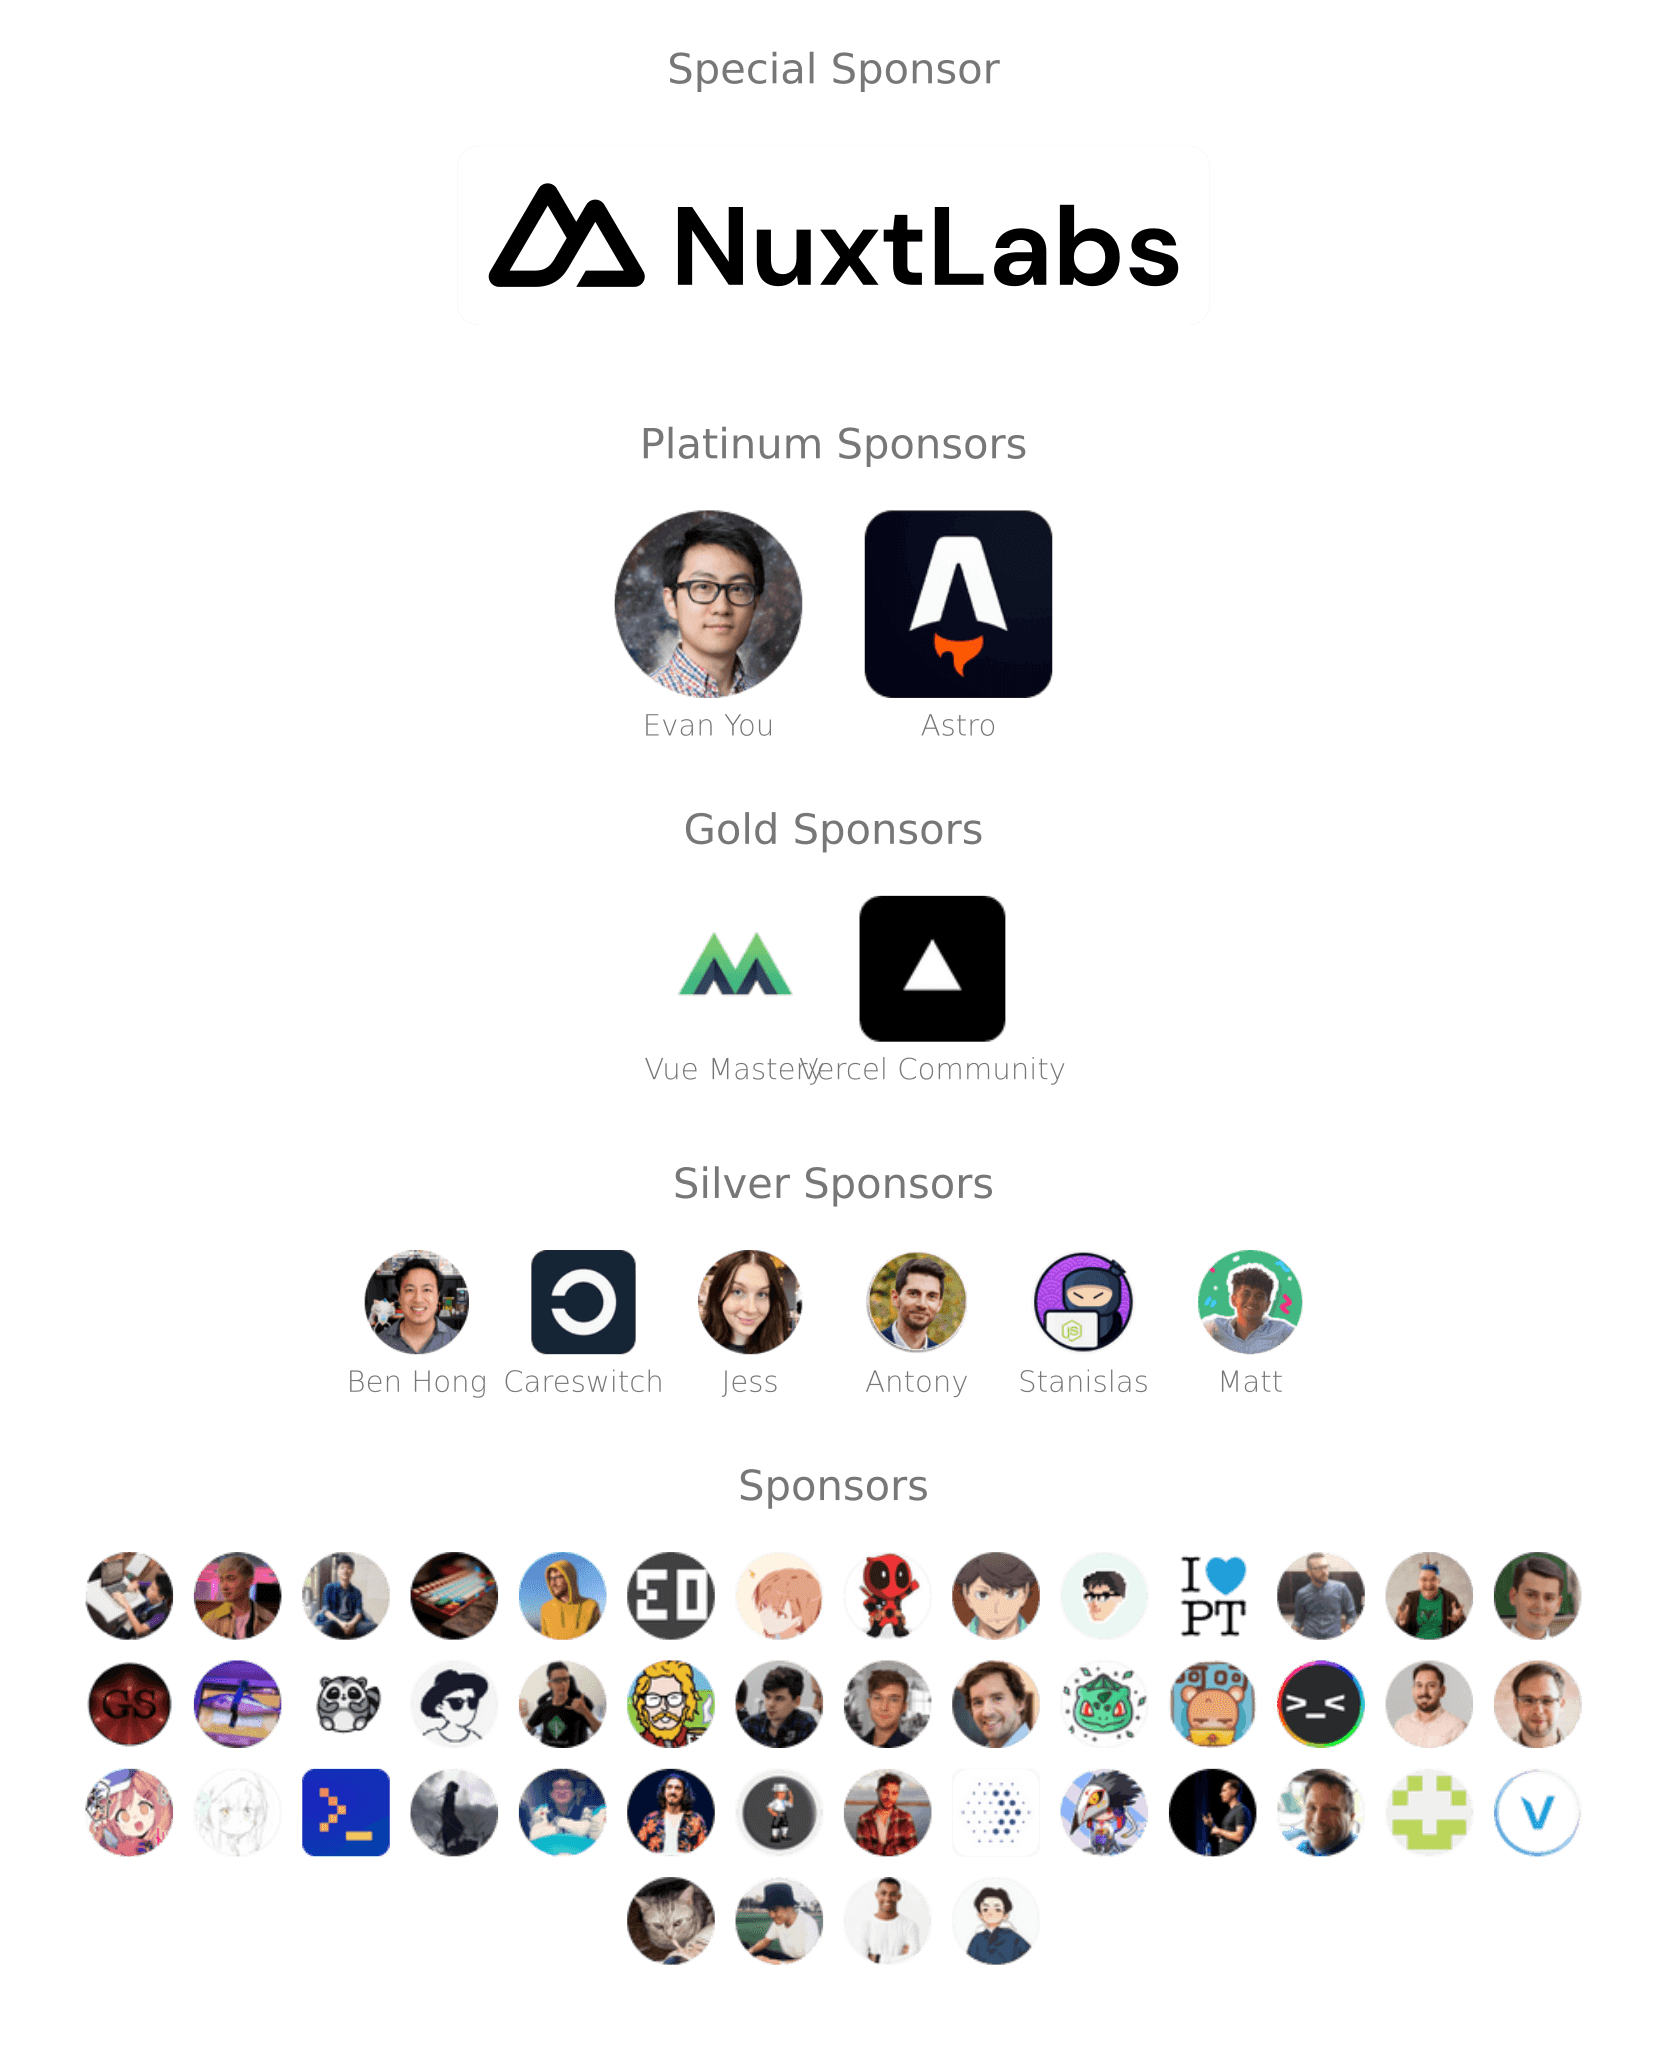 Special Sponsor
NuxtLabs
Platinum Sponsors
Evan You
Astro
Gold Sponsors
Vue Mastery
Vercel Community
Silver Sponsors
Ben Hong
Careswitch
Jess
Antony
Stanislas
Matt
Sponsors
I
PT
GS
>_<
V